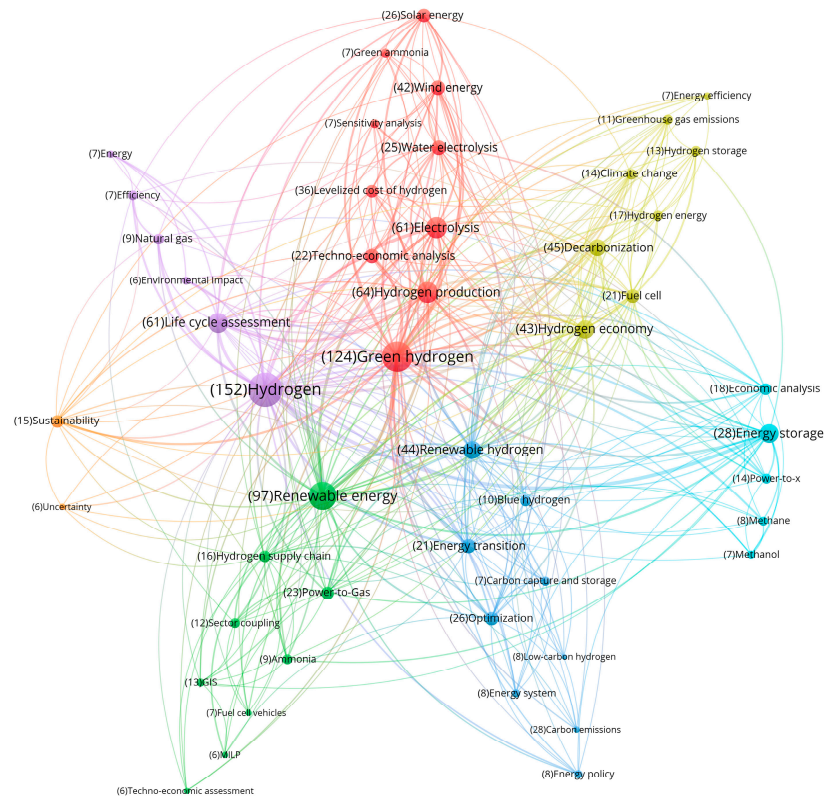 (26)Solar energy
(7)Green ammonia
(42)Wind energy
(7)Energy efficiency
(11)Greenhouse gas emissions
(7)Sensitivity analysis
(25)Water electrolysis
(13)Hydrogen storage
(7)Energy
(14)Climate change
(36)Levelized cost of hydrogen
(7)Efficiency
(17)Hydrogen energy
(61)Electrolysis
(9)Natural gas
(45)Decarbonization
(22)Techno-economic analysis
(6)Environmental impact
(64)Hydrogen production
(21)Fuel cell
(61)Life cycle assessment
(43)Hydrogen economy
(124)Green hydrogen
(152)Hydrogen
(18)Economic analysis
(15)Sustainability
(28)Energy storage
(44)Renewable hydrogen
(14)Power-to-x
(97)Renewable energy
(10)Blue hydrogen
(6)Uncertainty
(8)Methane
(21)Energy transition
(7)Methanol
(16)Hydrogen supply chain
(7)Carbon capture and storage
(23)Power-to-Gas
(26)Optimization
(12)Sector coupling
(8)Low-carbon hydrogen
(9)Ammonia
(13)GIS
(8)Energy system
(7)Fuel cell vehicles
(28)Carbon emissions
(6)MILP
(8)Energy policy
(6)Techno-economic assessment